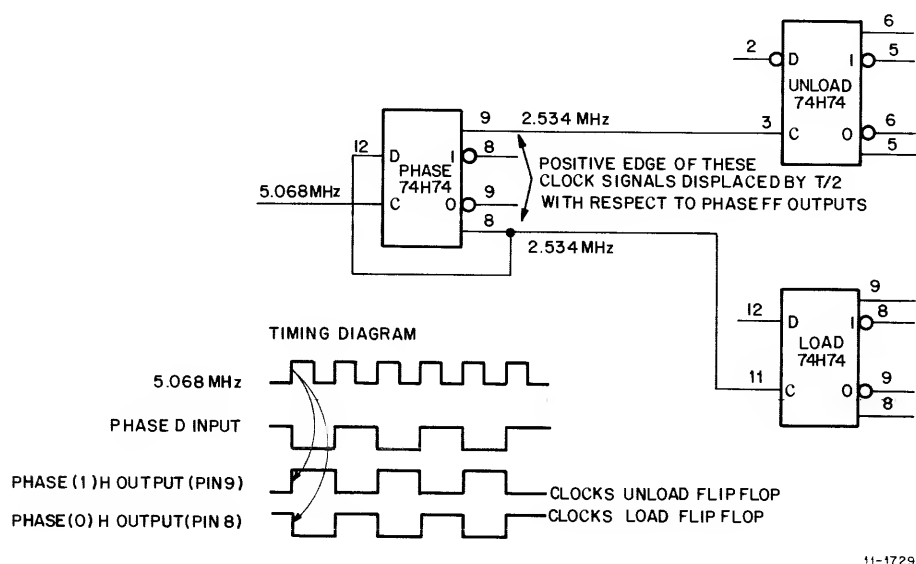 6
2
D
1
5
UNLOAD
74H74
9
2.534 MHz
3
C
0
6
5
12
D
1
8
PHASE
74H74
POSITIVE EDGE OF THESE
CLOCK SIGNALS DISPLACED BY T/2
WITH RESPECT TO PHASE FF OUTPUTS
5.068MHz
C
0
9
8
2.534 MHz
9
12
D
1
8
LOAD
74H74
11
C
0
9
8
TIMING DIAGRAM
5.068 MHz
PHASE D INPUT
PHASE (1) H OUTPUT (PIN 9)
CLOCKS UNLOAD FLIP FLOP
PHASE (0) H OUTPUT (PIN 8)
CLOCKS LOAD FLIP FLOP
11-1729